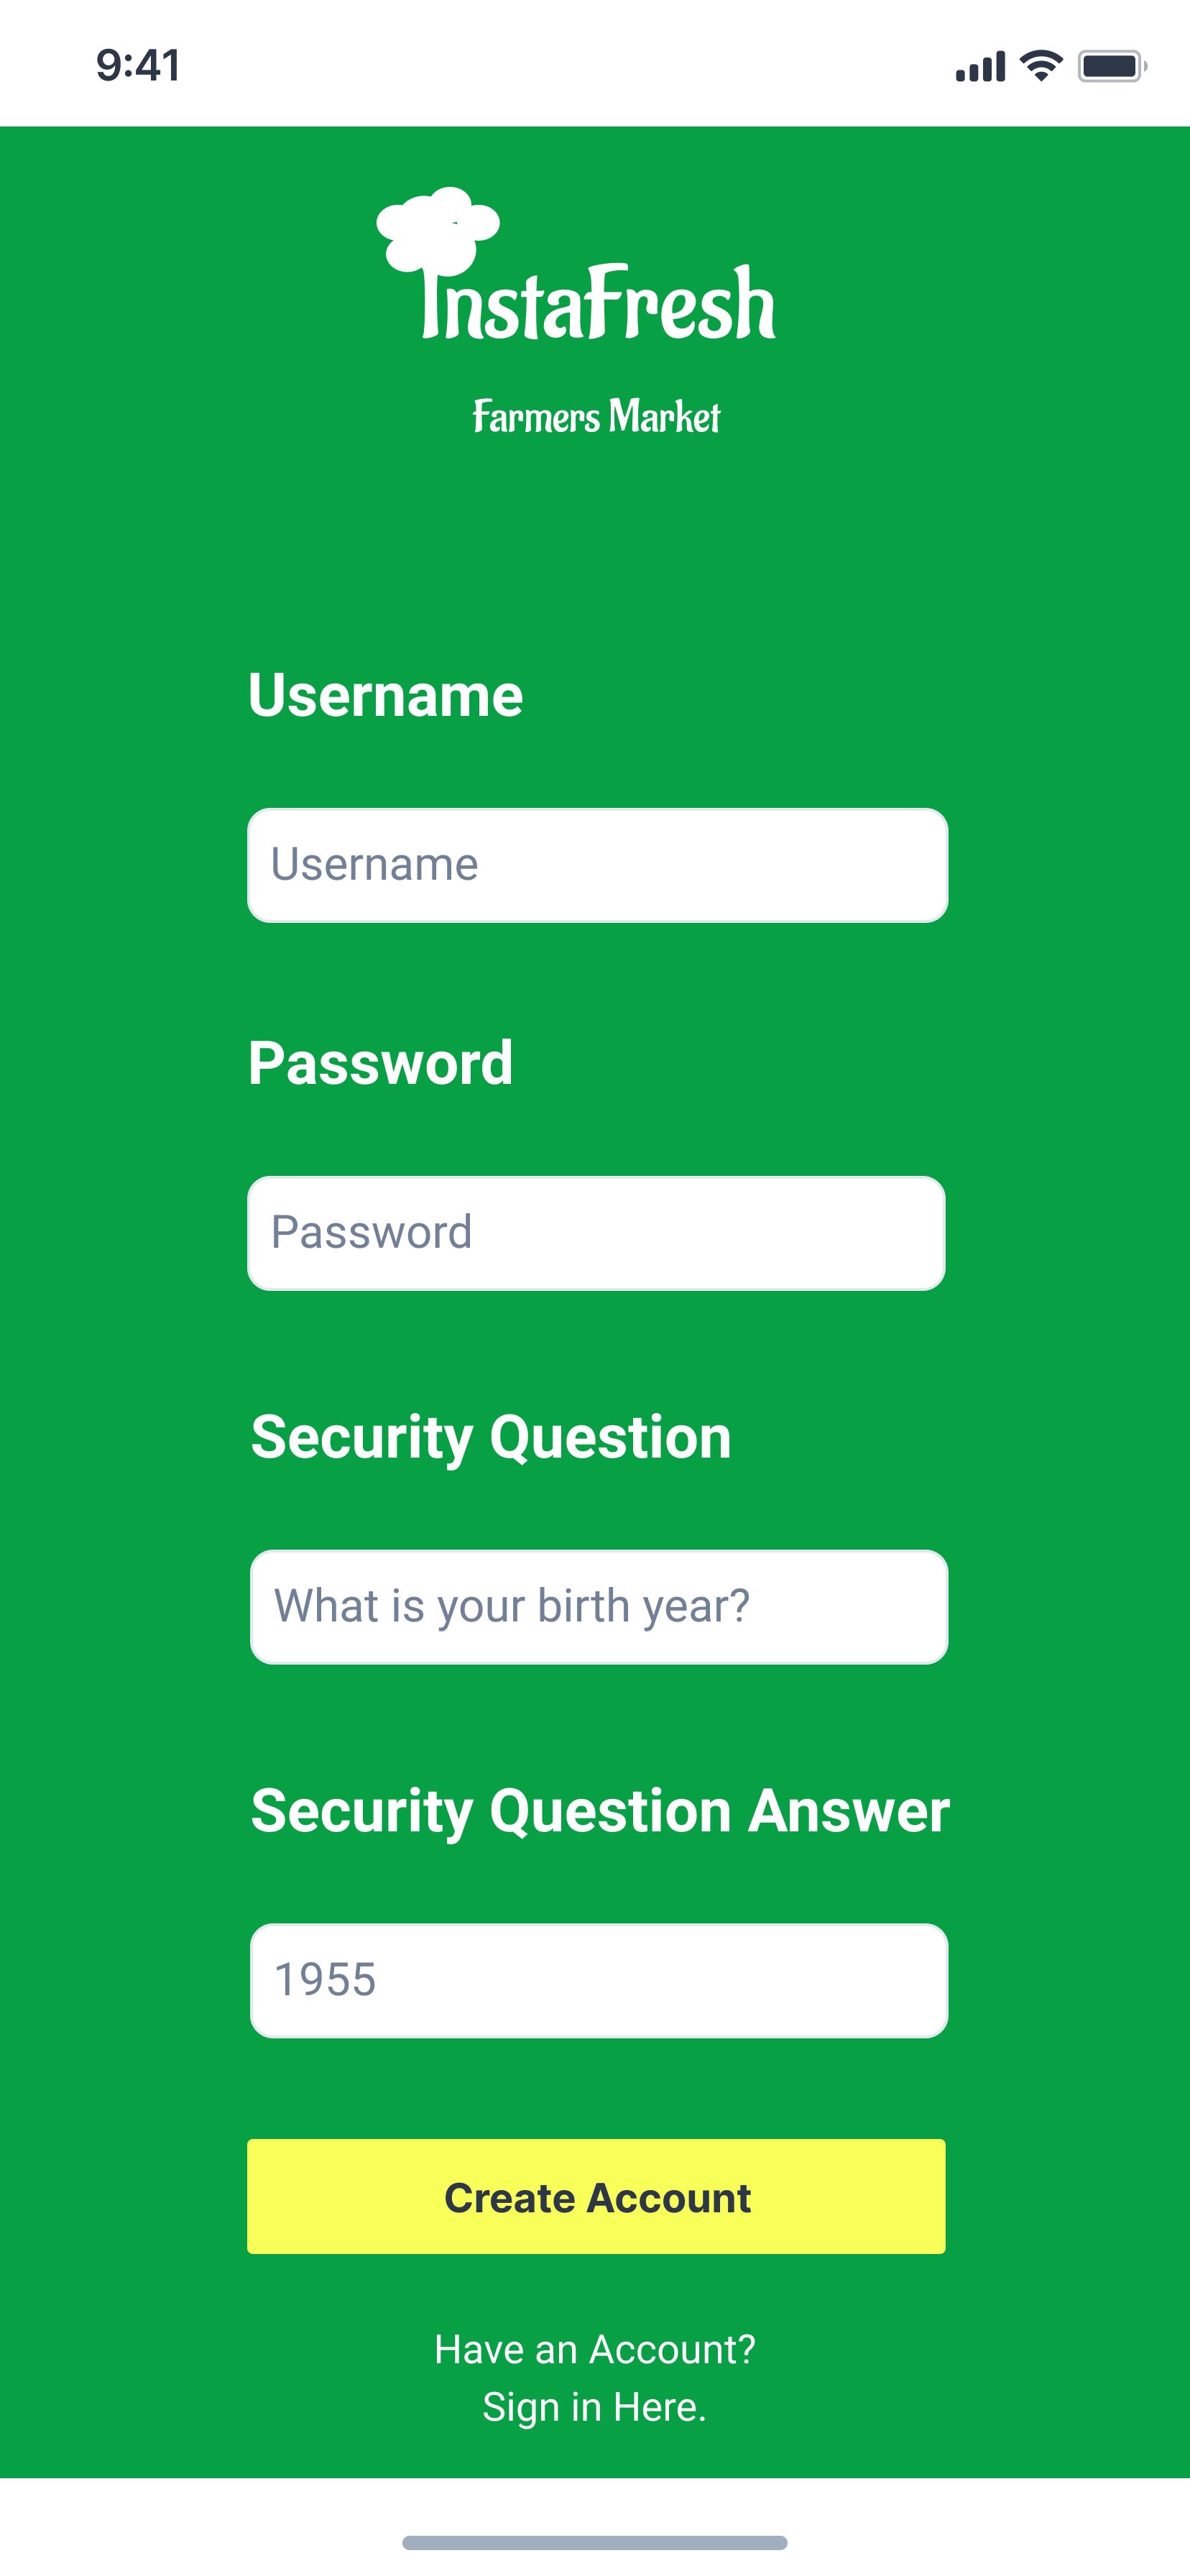 9:41
InstaFresh
Farmers Market
Username
Username
Password
Password
Security Question
What is your birth year?
Security Question Answer
1955
Create Account
Have an Account?
Sign in Here.